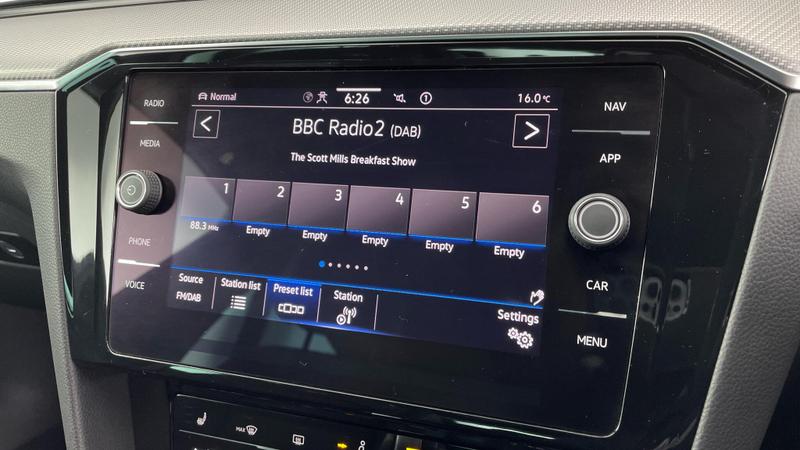 RADIO
MEDIA
PHONE
VOICE
Normal 6:26 1 16.0°C
BBC Radio2 (DAB)
The Scott Mills Breakfast Show
1 2 3 4 5 6
88.3 MHz Empty Empty Empty Empty Empty
Source Station list Preset list Station Settings
FM/DAB
NAV
APP
CAR
MENU
MAX